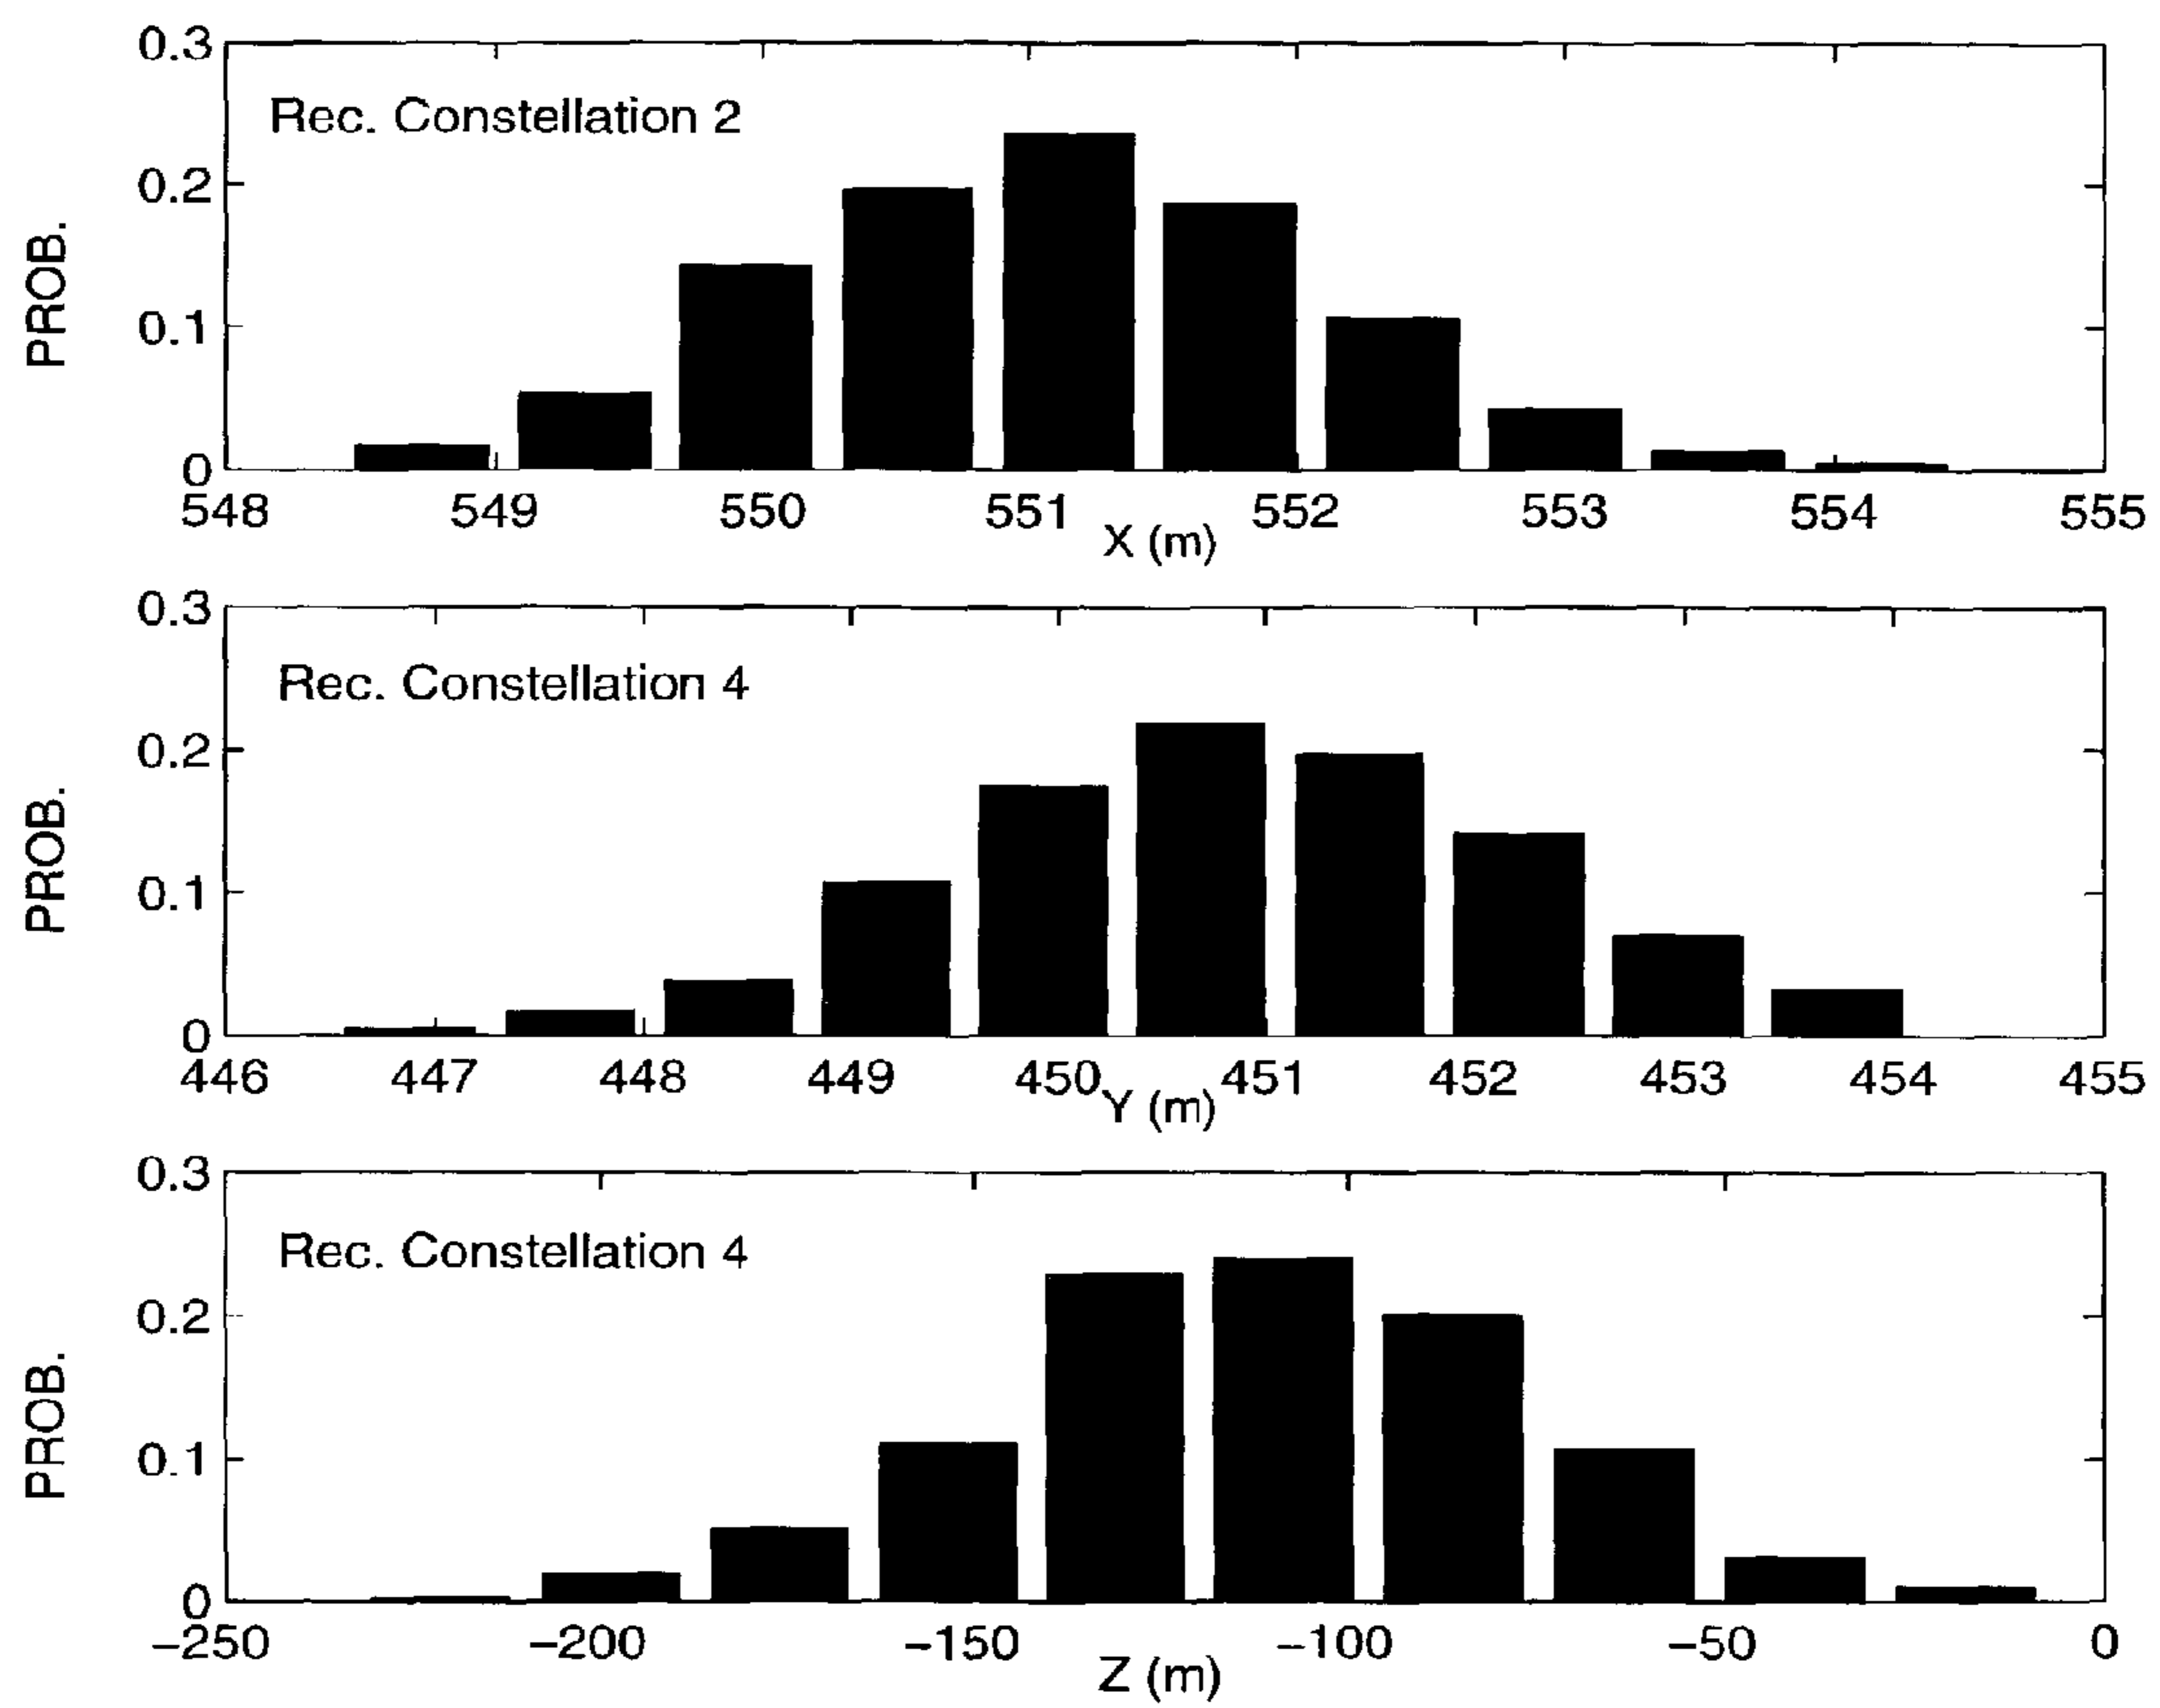 0.3
Rec. Constellation 2
0.2
PROB.
0.1
0
548 549 550 551 552 553 554 555
X (m)
0.3
Rec. Constellation 4
0.2
PROB.
0.1
0
446 447 448 449 450 451 452 453 454 455
Y (m)
0.3
Rec. Constellation 4
0.2
PROB.
0.1
0
−250 −200 −150 −100 −50 0
Z (m)